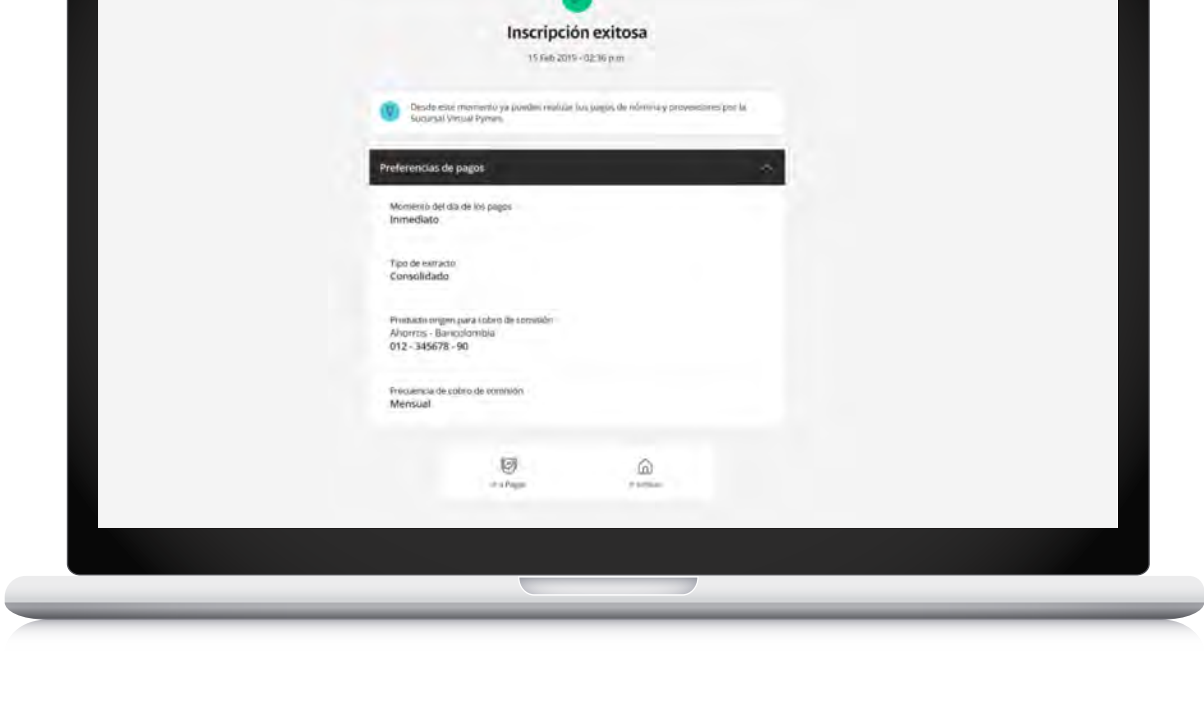 Inscripción exitosa
15 Feb 2019 - 02:36 p.m
Desde este momento ya puedes realizar tus pagos de nómina y proveedores por la
Sucursal Virtual Pymes.
Preferencias de pagos
Momento del día de los pagos
Inmediato
Tipo de extracto
Consolidado
Producto origen para cobro de comisión
Ahorros - Bancolombia
012 - 345678 - 90
Frecuencia de cobro de comisión
Mensual
Ir a Pagos